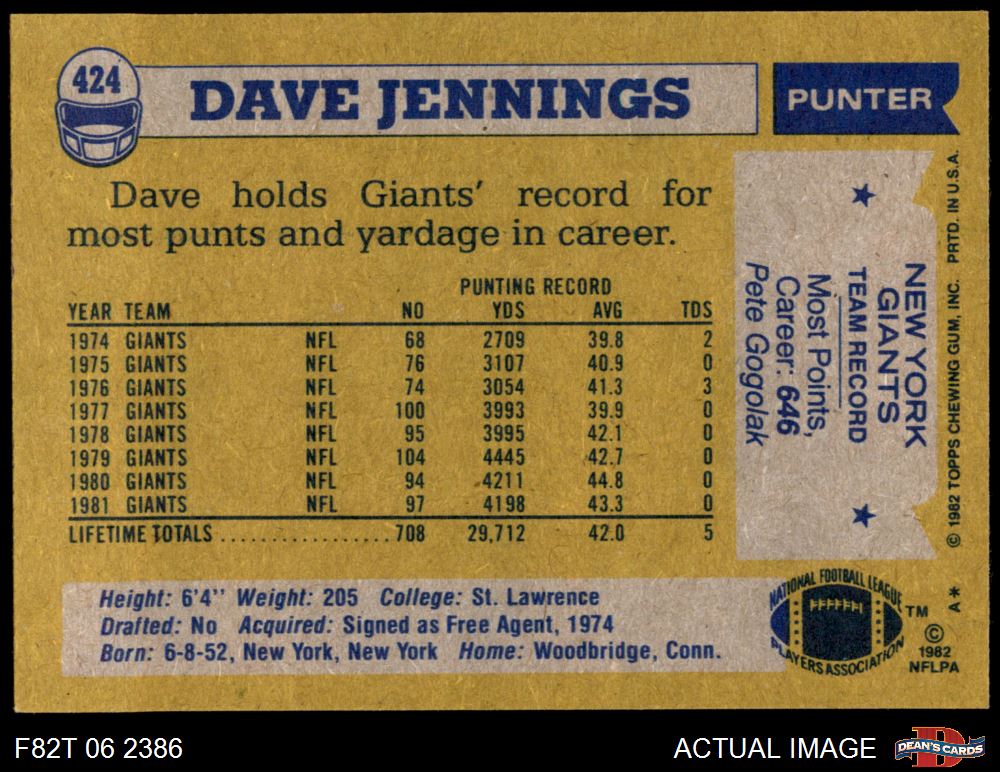 424
DAVE JENNINGS
PUNTER
Dave holds Giants' record for
most punts and yardage in career.
PUNTING RECORD
YEAR TEAM NO YDS AVG TDS
1974 GIANTS NFL 68 2709 39.8 2
1975 GIANTS NFL 76 3107 40.9 0
1976 GIANTS NFL 74 3054 41.3 3
1977 GIANTS NFL 100 3993 39.9 0
1978 GIANTS NFL 95 3995 42.1 0
1979 GIANTS NFL 104 4445 42.7 0
1980 GIANTS NFL 94 4211 44.8 0
1981 GIANTS NFL 97 4198 43.3 0
LIFETIME TOTALS ................. 708 29,712 42.0 5
NEW YORK
GIANTS
TEAM RECORD
Most Points,
Career: 646
Pete Gogolak
© 1982 TOPPS CHEWING GUM, INC. PRTD. IN U.S.A.
Height: 6'4" Weight: 205 College: St. Lawrence
Drafted: No Acquired: Signed as Free Agent, 1974
Born: 6-8-52, New York, New York Home: Woodbridge, Conn.
NATIONAL FOOTBALL LEAGUE
PLAYERS ASSOCIATION
TM
©
1982
NFLPA
A*
F82T 06 2386
ACTUAL IMAGE
DEAN'S CARDS